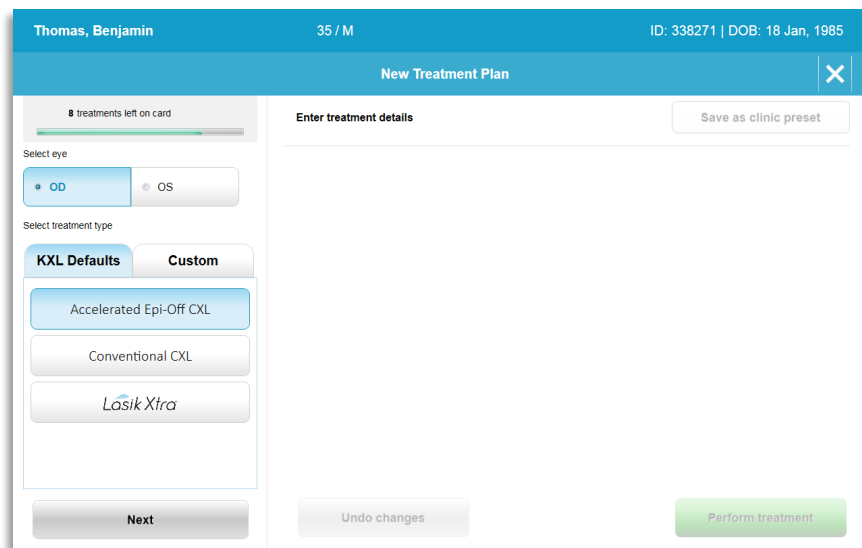 Thomas, Benjamin 35 / M ID: 338271 | DOB: 18 Jan, 1985
New Treatment Plan
8 treatments left on card
Enter treatment details
Save as clinic preset
Select eye
OD
OS
Select treatment type
KXL Defaults
Custom
Accelerated Epi-Off CXL
Conventional CXL
Lasik Xtra
Next
Undo changes
Perform treatment